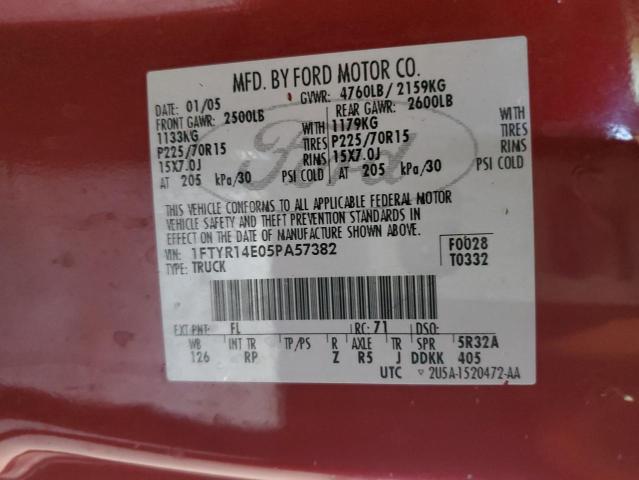 MFD. BY FORD MOTOR CO.
DATE: 01/05 GVWR: 4760LB/ 2159KG
FRONT GAWR: 2500LB REAR GAWR: 2600LB
1133KG WITH 1179KG WITH
P225/70R15 TIRES P225/70R15 TIRES
15X7.0J RIMS 15X7.0J RIMS
AT 205 kPa/30 PSI COLD AT 205 kPa/30 PSI COLD
Ford
THIS VEHICLE CONFORMS TO ALL APPLICABLE FEDERAL MOTOR
VEHICLE SAFETY AND THEFT PREVENTION STANDARDS IN
EFFECT ON THE DATE OF MANUFACTURE SHOWN ABOVE.
VIN: 1FTYR14E05PA57382 F0028
TYPE: TRUCK T0332
EXT PNT: FL RC: 71 DSO:
WB INT TR TP/PS R AXLE TR SPR 5R32A
126 RP Z R5 J DDKK 405
UTC ▽ 2U5A-1520472-AA